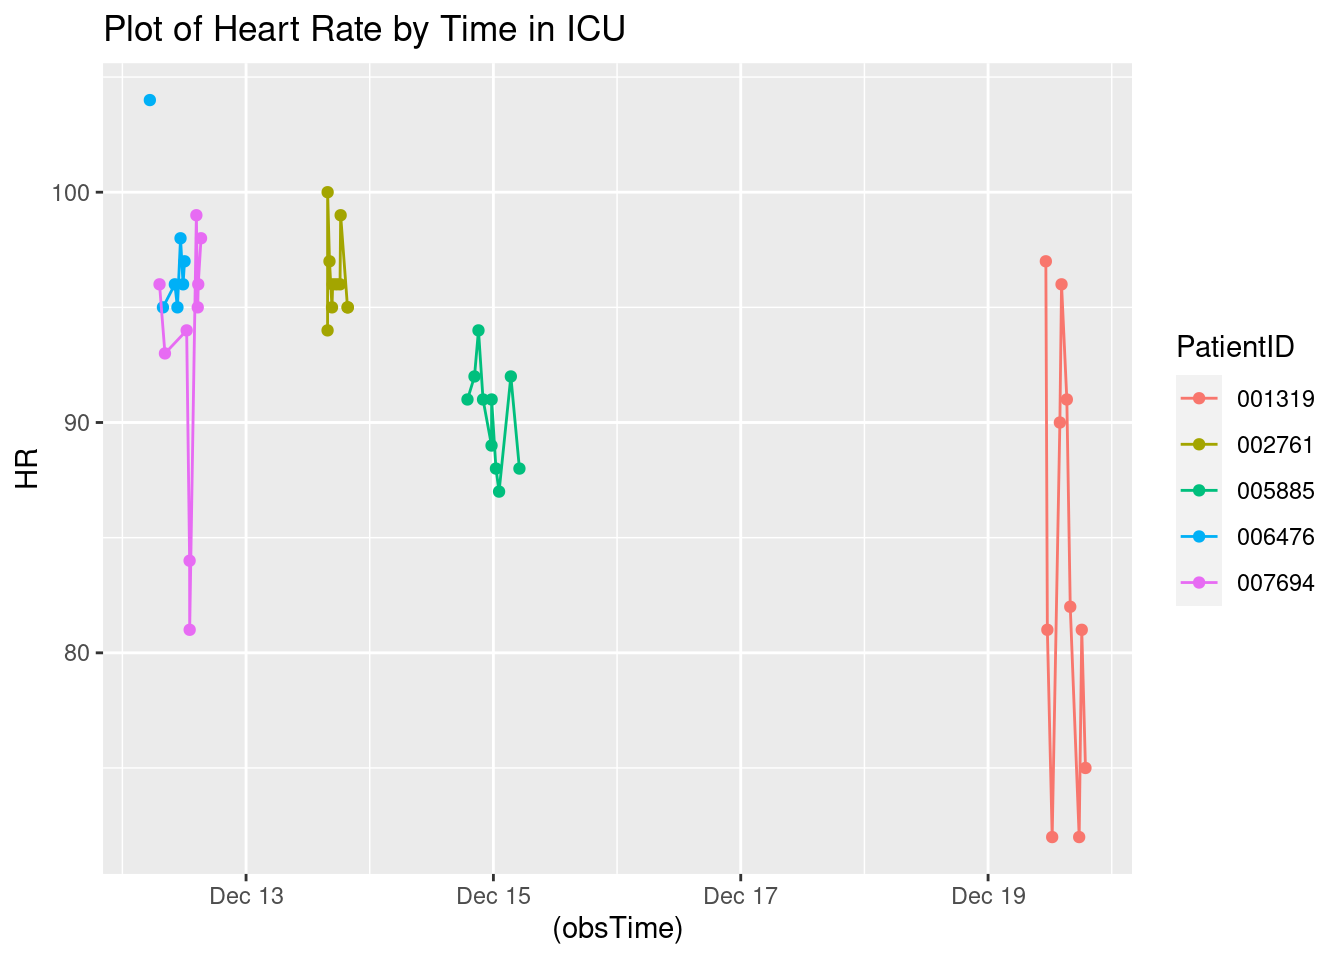 Plot of Heart Rate by Time in ICU
HR
100
90
80
Dec 13 Dec 15 Dec 17 Dec 19
(obsTime)
PatientID
001319
002761
005885
006476
007694